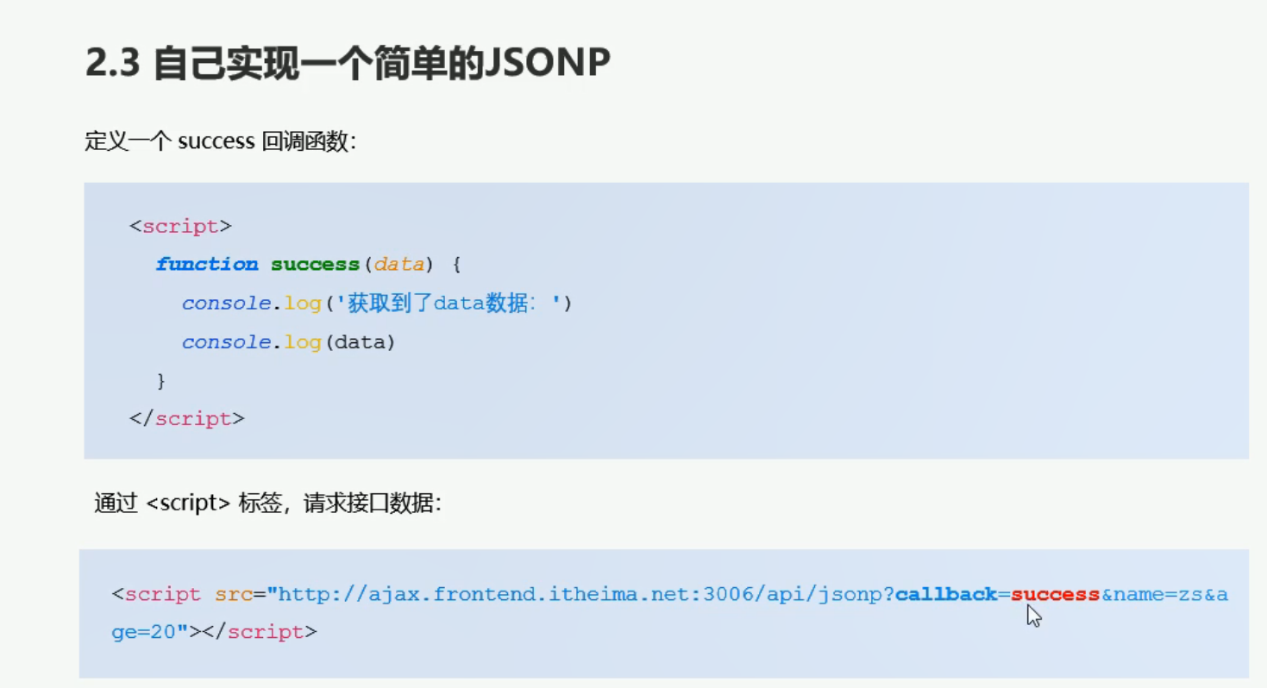 2.3 自己实现一个简单的JSONP
定义一个 success 回调函数：
<script>
function success(data) {
console.log('获取到了data数据：')
console.log(data)
}
</script>
通过 <script> 标签，请求接口数据：
<script src="http://ajax.frontend.itheima.net:3006/api/jsonp?callback=success&name=zs&a
ge=20"></script>